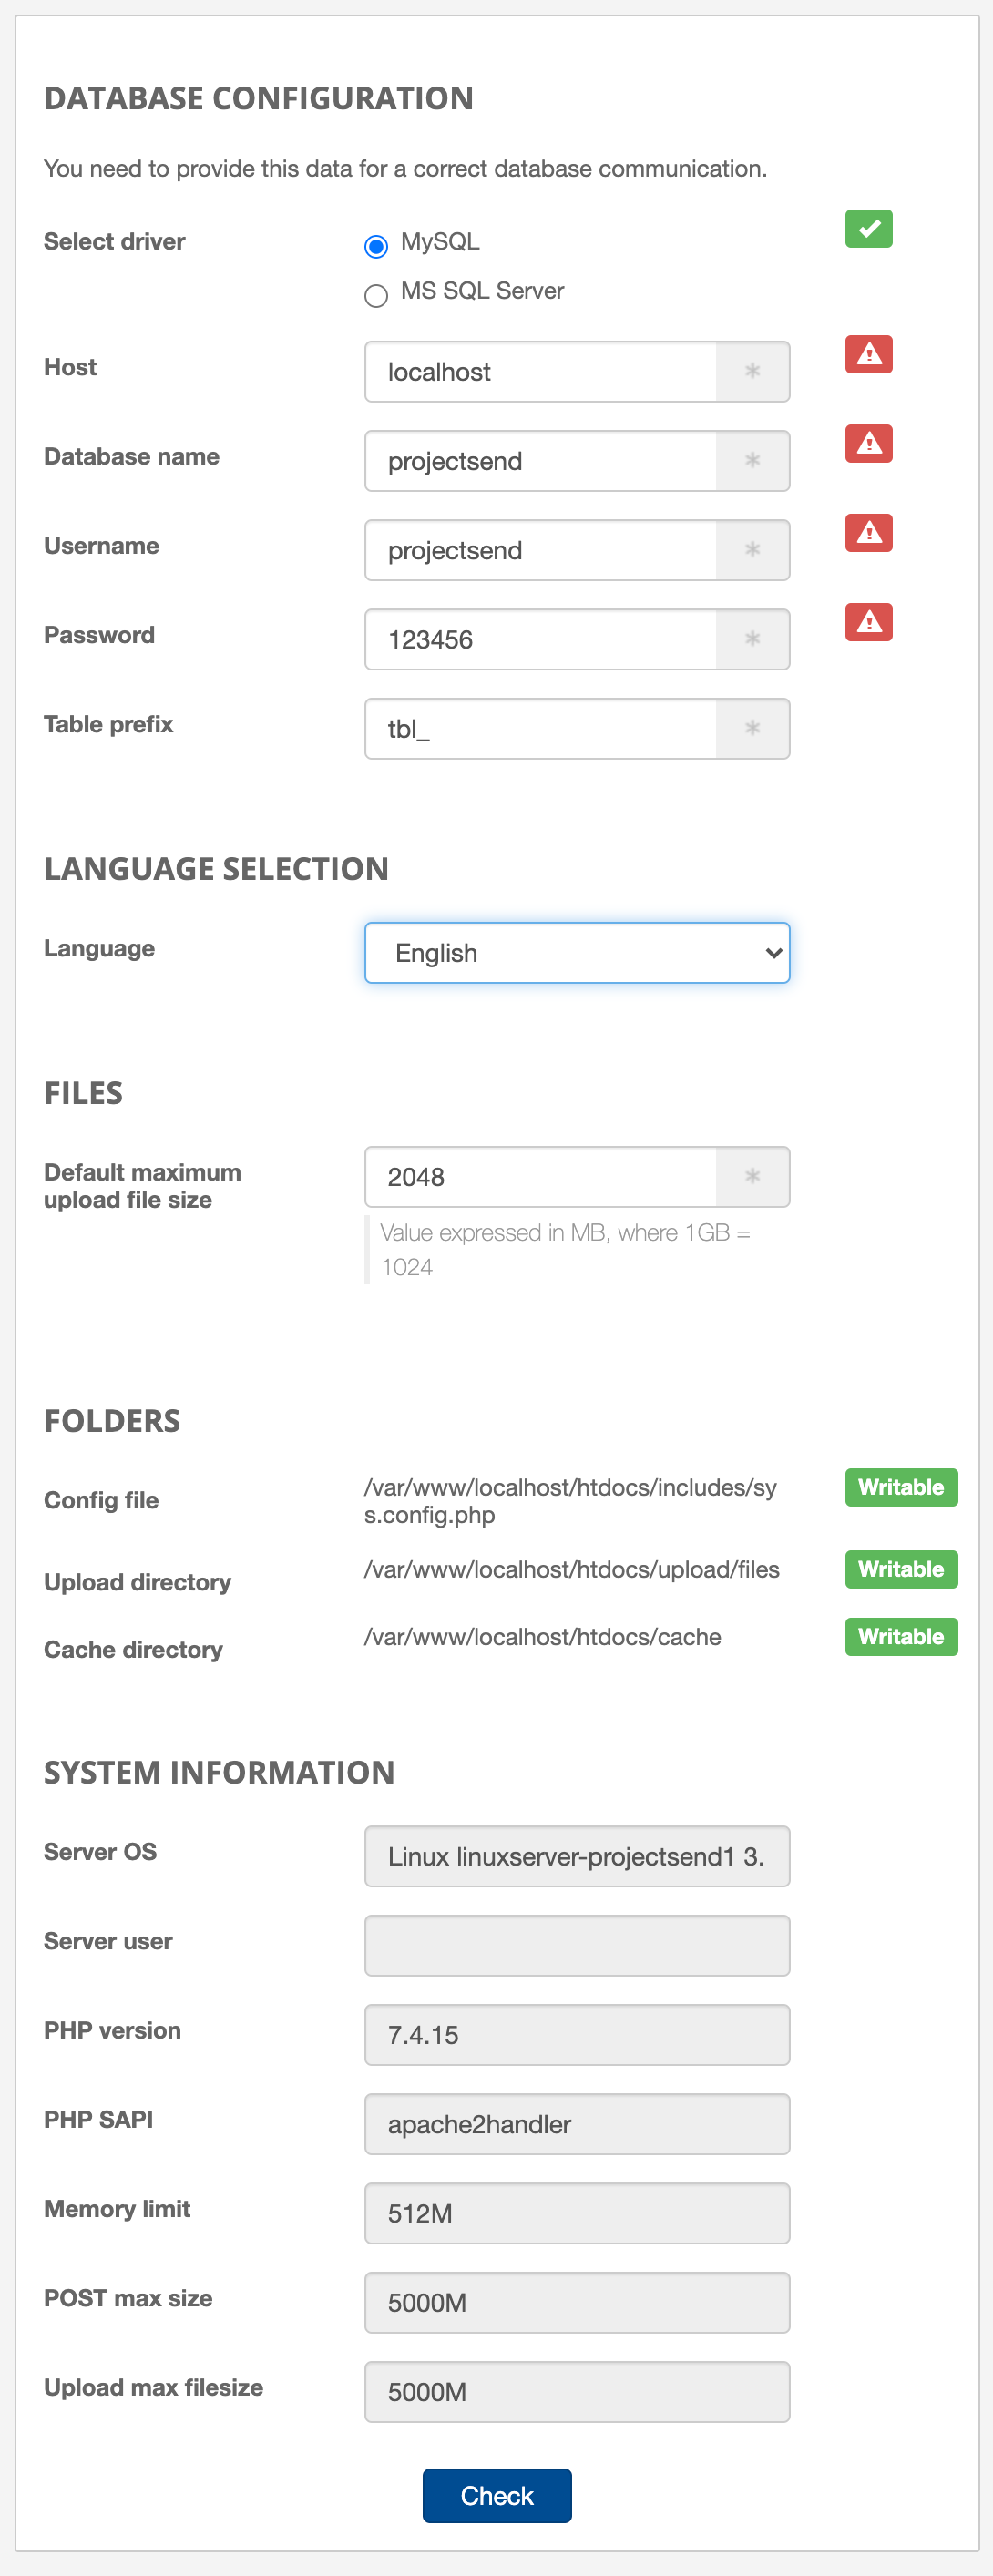 DATABASE CONFIGURATION
You need to provide this data for a correct database communication.
Select driver
MySQL
MS SQL Server
Host
localhost
*
Database name
projectsend
*
Username
projectsend
*
Password
123456
*
Table prefix
tbl_
*
LANGUAGE SELECTION
Language
English
FILES
Default maximum
upload file size
2048
*
Value expressed in MB, where 1GB =
1024
FOLDERS
Config file
/var/www/localhost/htdocs/includes/sy
s.config.php
Writable
Upload directory
/var/www/localhost/htdocs/upload/files
Writable
Cache directory
/var/www/localhost/htdocs/cache
Writable
SYSTEM INFORMATION
Server OS
Linux linuxserver-projectsend1 3.
Server user
PHP version
7.4.15
PHP SAPI
apache2handler
Memory limit
512M
POST max size
5000M
Upload max filesize
5000M
Check